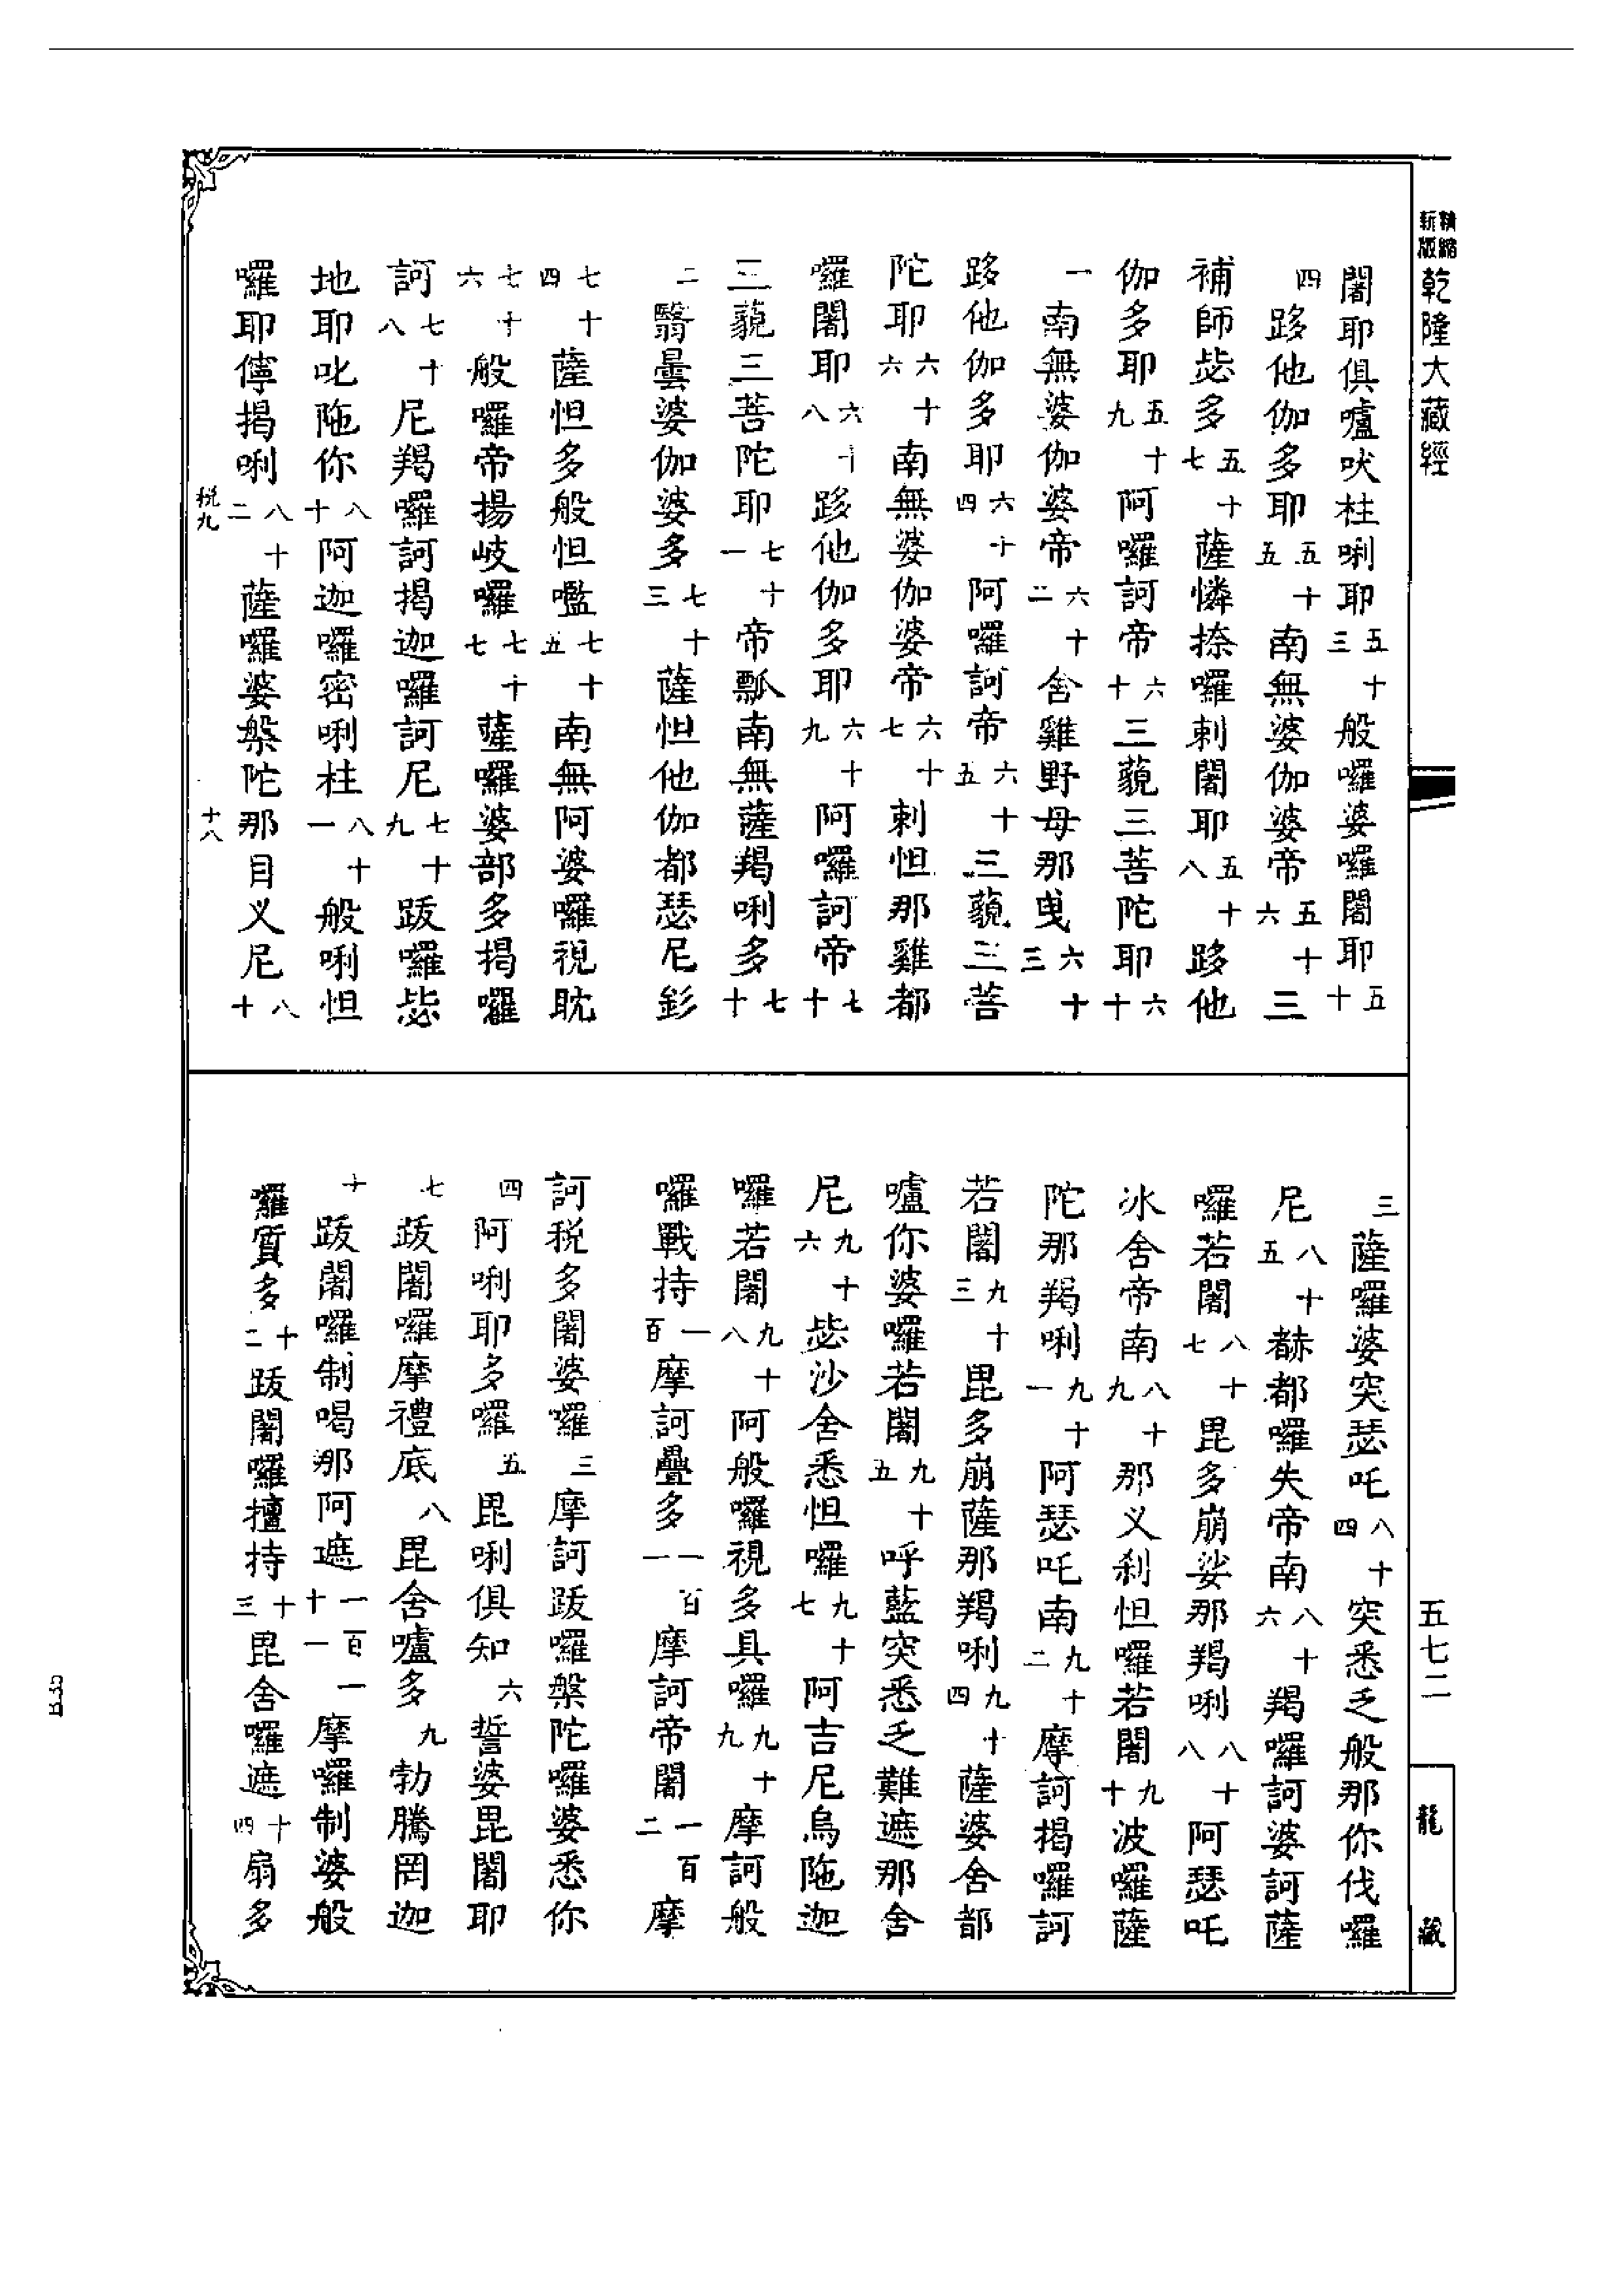 精縮新版 乾隆大藏經
闍耶俱嚧吠柱唎耶五十三般囉婆囉闍耶五十
四跢他伽多耶五十五南無婆伽婆帝五十六三
補師毖多五十七薩憐捺囉剌闍耶五十八跢他
伽多耶五十九阿囉訶帝六十三藐三菩陀耶六十
一南無婆伽婆帝六十二舍雞野母那曳六十三
跢他伽多耶六十四阿囉訶帝六十五三藐三菩
陀耶六十六南無婆伽婆帝六十七剌怛那雞都
囉闍耶六十八跢他伽多耶六十九阿囉訶帝七十
三藐三菩陀耶七十一帝瓢南無薩羯唎多七十
二翳曇婆伽婆多七十三薩怛他伽都瑟尼釤
七十四薩怛多般怛㘕七十五南無阿婆囉視耽
七十六般囉帝揚岐囉七十七薩囉婆部多揭囉
訶七十八尼羯囉訶揭迦囉訶尼七十九跋囉毖
地耶叱陁你八十阿迦囉密唎柱八十一般唎怛
囉耶儜揭唎八十二薩囉婆槃陀那目义尼八十
税九
十八
三薩囉婆突瑟吒八十四突悉乏般那你伐囉
尼八十五赫都囉失帝南八十六羯囉訶婆訶薩
囉若闍八十七毘多崩娑那羯唎八十八阿瑟吒
冰舍帝南八十九那义剎怛囉若闍九十波囉薩
陀那羯唎九十一阿瑟吒南九十二摩訶揭囉訶
若闍九十三毘多崩薩那羯唎九十四薩婆舍都
嚧你婆囉若闍九十五呼藍突悉乏難遮那舍
尼九十六毖沙舍悉怛囉九十七阿吉尼烏陁迦
囉若闍九十八阿般囉視多具囉九十九摩訶般
囉戰持一百摩訶疊多一百一摩訶帝闍一百二摩
訶税多闍婆囉三摩訶跋囉槃陀囉婆悉你
四阿唎耶多囉五毘唎俱知六誓婆毘闍耶
七跋闍囉摩禮底八毘舍嚧多九勃騰罔迦
十跋闍囉制喝那阿遮一百一十一摩囉制婆般
囉質多十二跋闍囉擅持十三毘舍囉遮十四扇多
五七二
龍藏